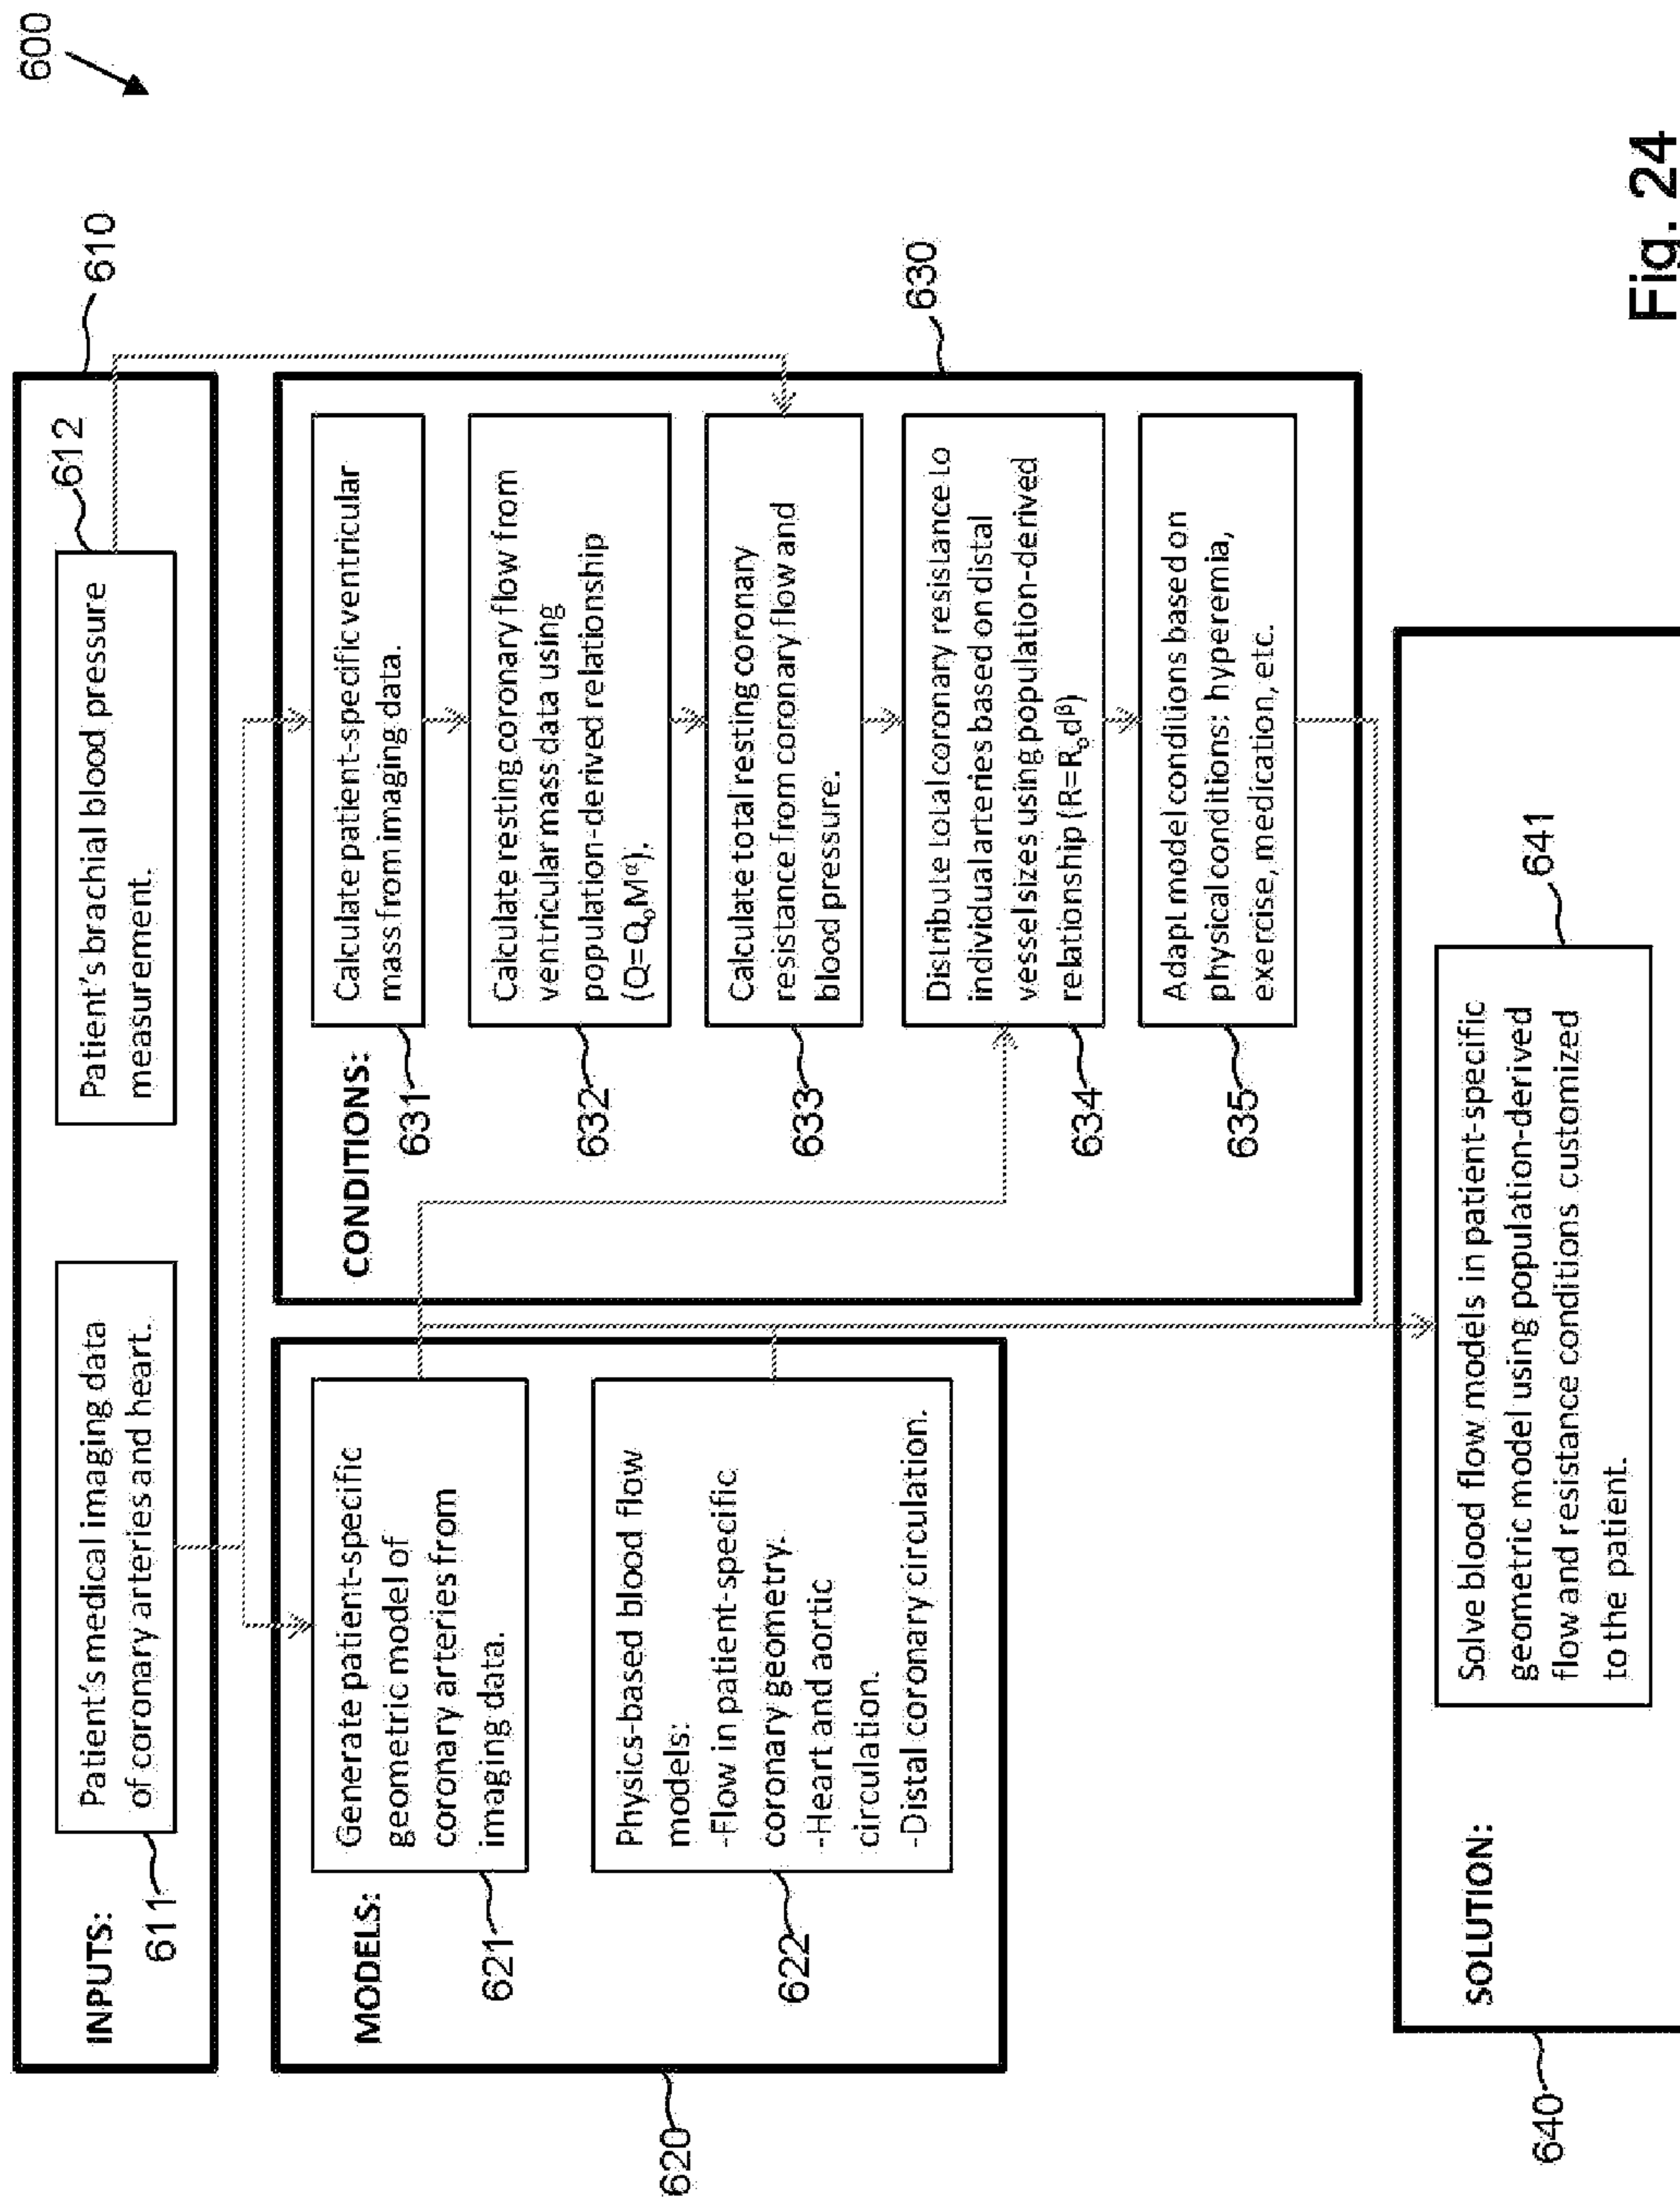 600
610
INPUTS:
611
Patient's medical imaging data
of coronary arteries and heart.
612
Patient's brachial blood pressure
measurement.
620
MODELS:
621
Generate patient-specific
geometric model of
coronary arteries from
imaging data.
622
Physics-based blood flow
models:
-Flow in patient-specific
coronary geometry.
-Heart and aortic
circulation.
-Distal coronary circulation.
630
CONDITIONS:
631
Calculate patient-specific ventricular
mass from imaging data.
632
Calculate resting coronary flow from
ventricular mass data using
population-derived relationship
(Q=QₒM^α).
633
Calculate total resting coronary
resistance from coronary flow and
blood pressure.
634
Distribute total coronary resistance to
individual arteries based on distal
vessel sizes using population-derived
relationship (R=Rₒd^β)
635
Adapt model conditions based on
physical conditions: hyperemia,
exercise, medication, etc.
640
SOLUTION:
641
Solve blood flow models in patient-specific
geometric model using population-derived
flow and resistance conditions customized
to the patient.
Fig. 24